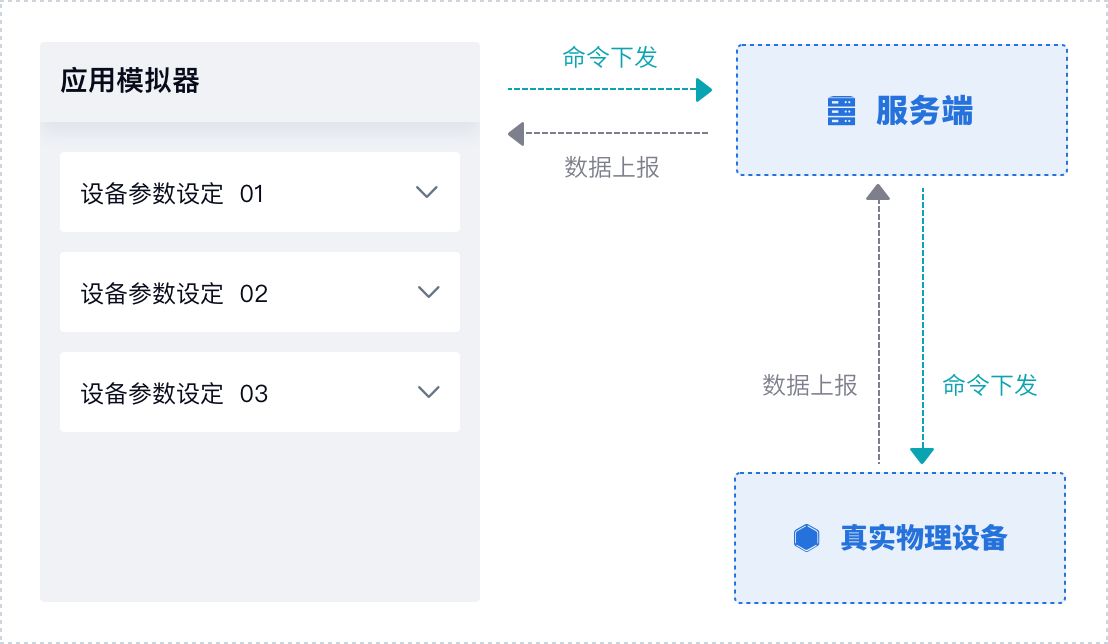 应用模拟器
设备参数设定 01
设备参数设定 02
设备参数设定 03
命令下发
数据上报
服务端
数据上报
命令下发
真实物理设备